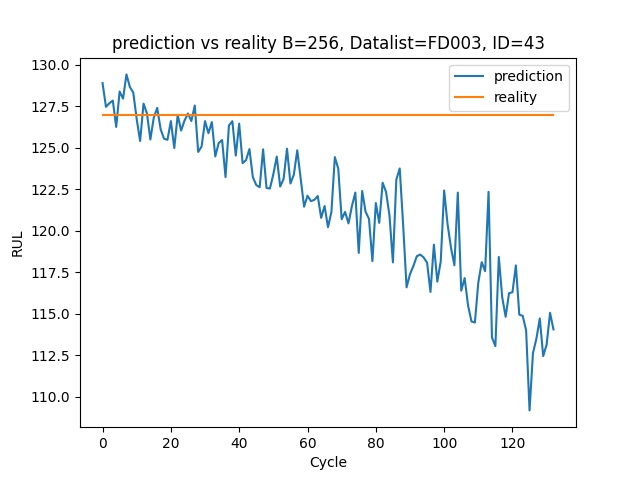 prediction vs reality B=256, Datalist=FD003, ID=43
130.0
127.5
125.0
122.5
120.0
117.5
115.0
112.5
110.0
RUL
prediction
reality
0 20 40 60 80 100 120
Cycle